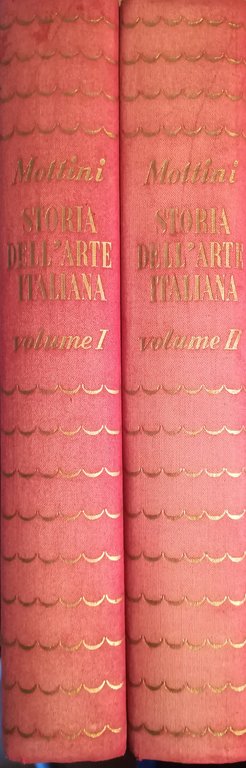 Mottini
STORIA
DELL'ARTE
ITALIANA
volume I
Mottini
STORIA
DELL'ARTE
ITALIANA
volume II